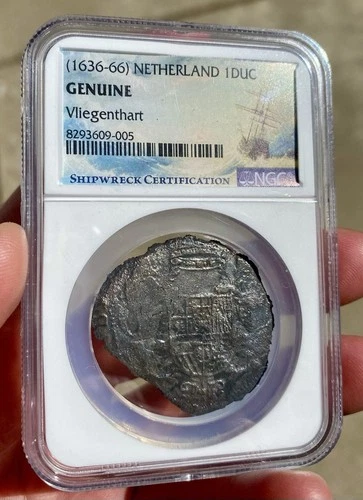 (1636-66) NETHERLAND 1DUC
GENUINE
Vliegenthart
8293609-005
SHIPWRECK CERTIFICATION NGC